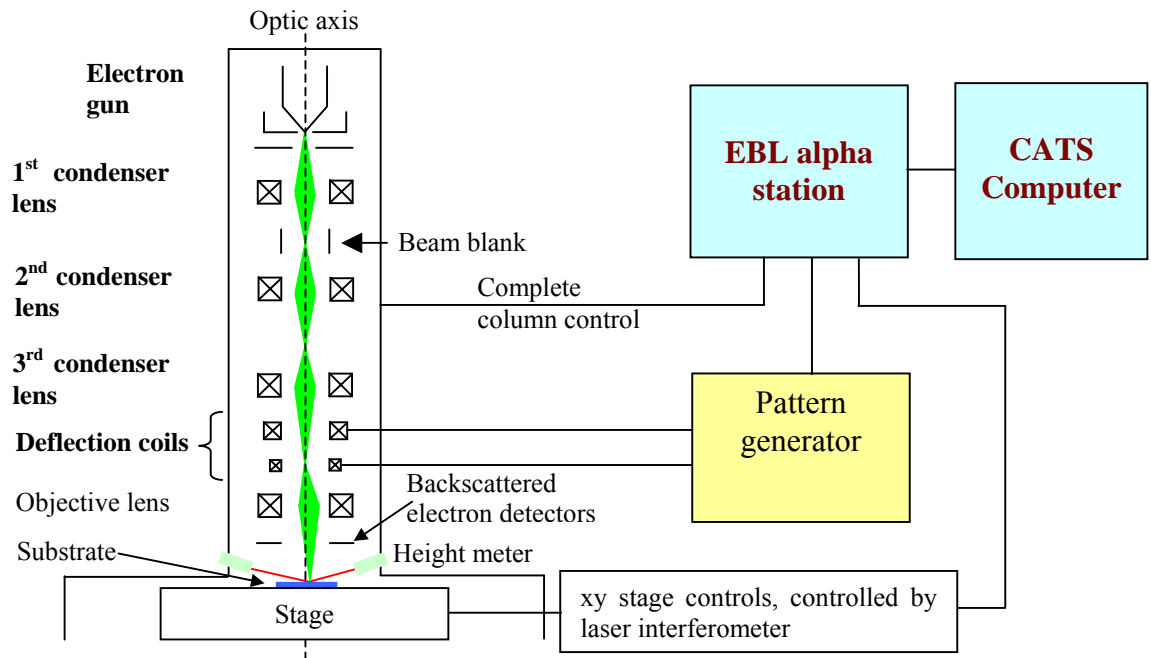 Optic axis
Electron
gun
1st condenser
lens
Beam blank
2nd condenser
lens
3rd condenser
lens
Deflection coils
Objective lens
Substrate
Backscattered
electron detectors
Height meter
Stage
Complete
column control
EBL alpha
station
CATS
Computer
Pattern
generator
xy stage controls, controlled by
laser interferometer